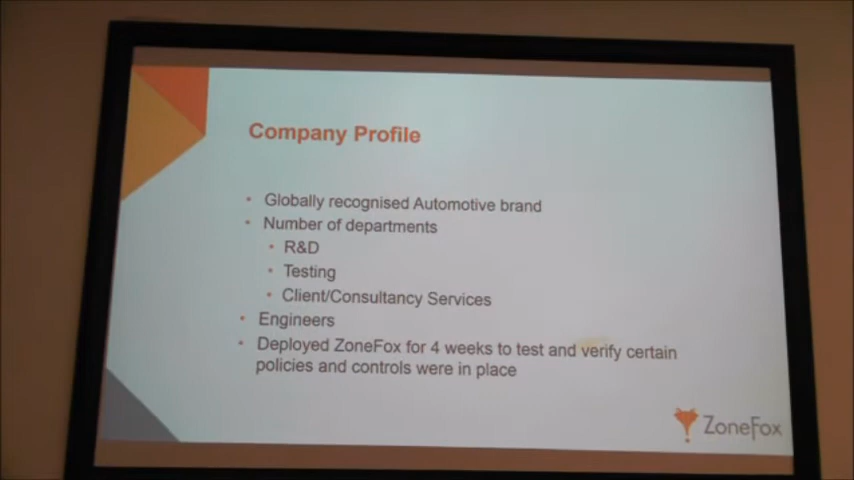 Company Profile
• Globally recognised Automotive brand
• Number of departments
• R&D
• Testing
• Client/Consultancy Services
• Engineers
• Deployed ZoneFox for 4 weeks to test and verify certain
policies and controls were in place
ZoneFox